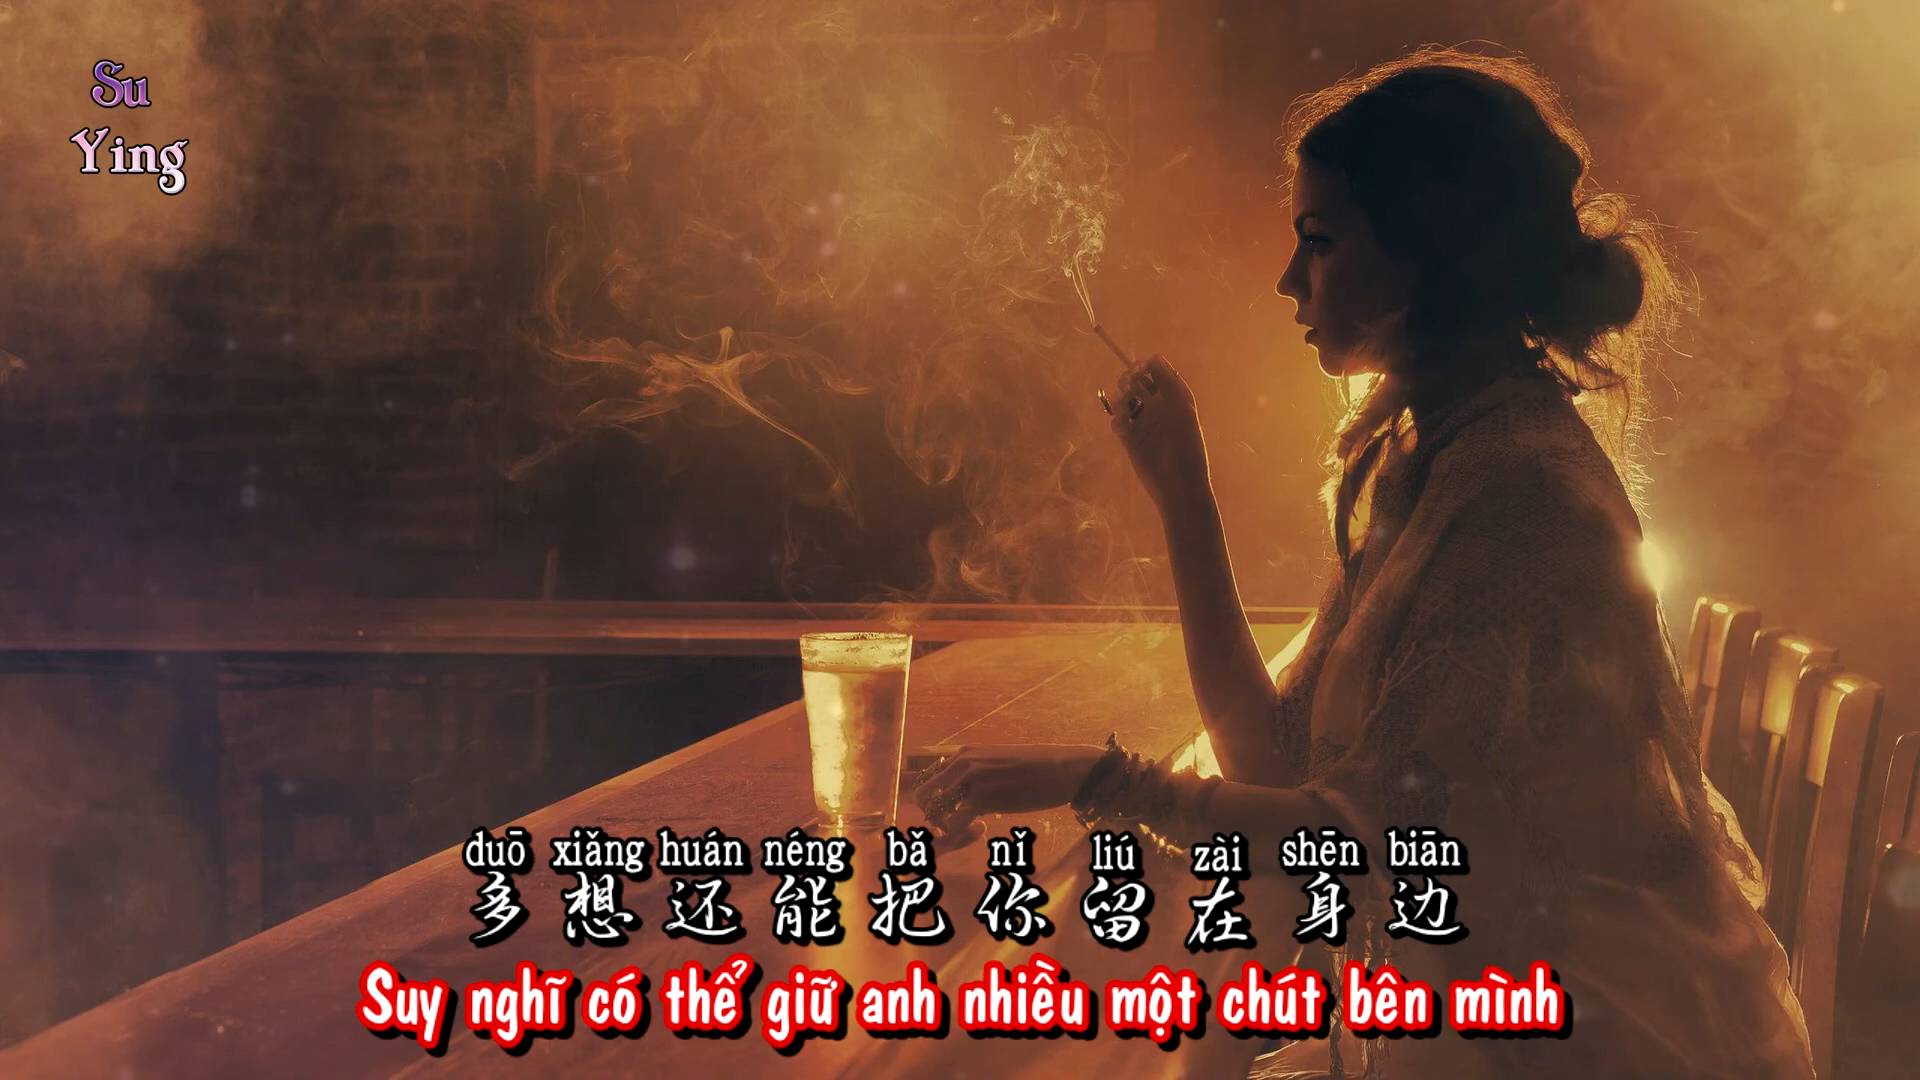 Su
Ying
duō xiǎng huán néng bǎ nǐ liú zài shēn biān
多想还能把你留在身边
Suy nghĩ có thể giữ anh nhiều một chút bên mình